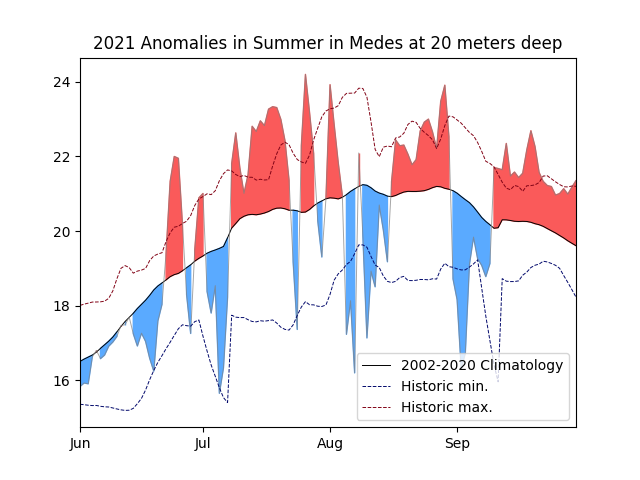 2021 Anomalies in Summer in Medes at 20 meters deep
24
22
20
18
16
Jun Jul Aug Sep
2002-2020 Climatology
Historic min.
Historic max.